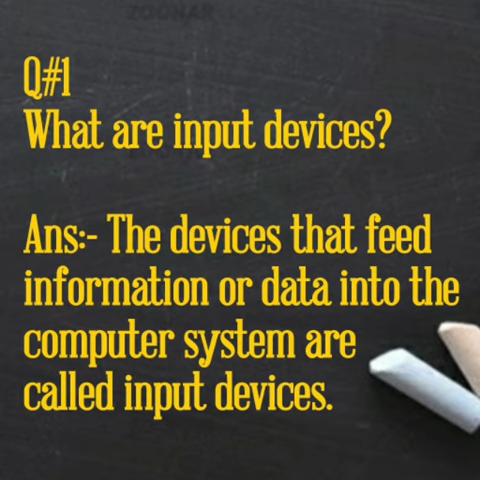 ZOONAR
Q#1
What are input devices?
Ans:- The devices that feed
information or data into the
computer system are
called input devices.